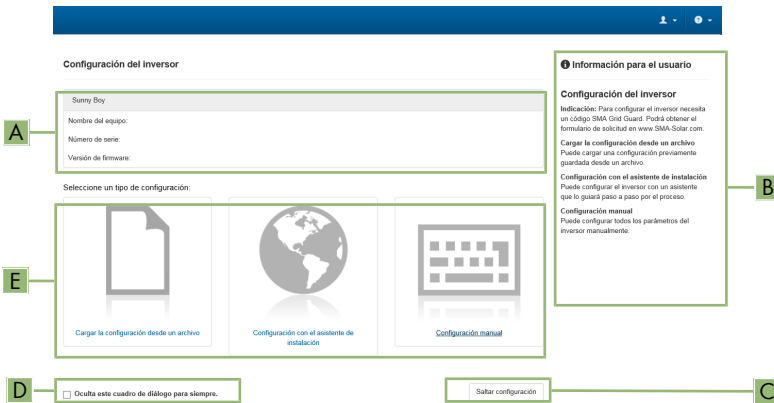 Configuración del inversor
Sunny Boy
Nombre del equipo:
Número de serie:
Versión de firmware:
A
Seleccione un tipo de configuración:
Cargar la configuración desde un archivo
Configuración con el asistente de
instalación
Configuración manual
E
Oculta este cuadro de diálogo para siempre.
D
Saltar configuración
C
Información para el usuario
Configuración del inversor
Indicación: Para configurar el inversor necesita
un código SMA Grid Guard. Podrá obtener el
formulario de solicitud en www.SMA-Solar.com.
Cargar la configuración desde un archivo
Puede cargar una configuración previamente
guardada desde un archivo.
Configuración con el asistente de instalación
Puede configurar el inversor con un asistente
que lo guiará paso a paso por el proceso.
Configuración manual
Puede configurar todos los parámetros del
inversor manualmente.
B